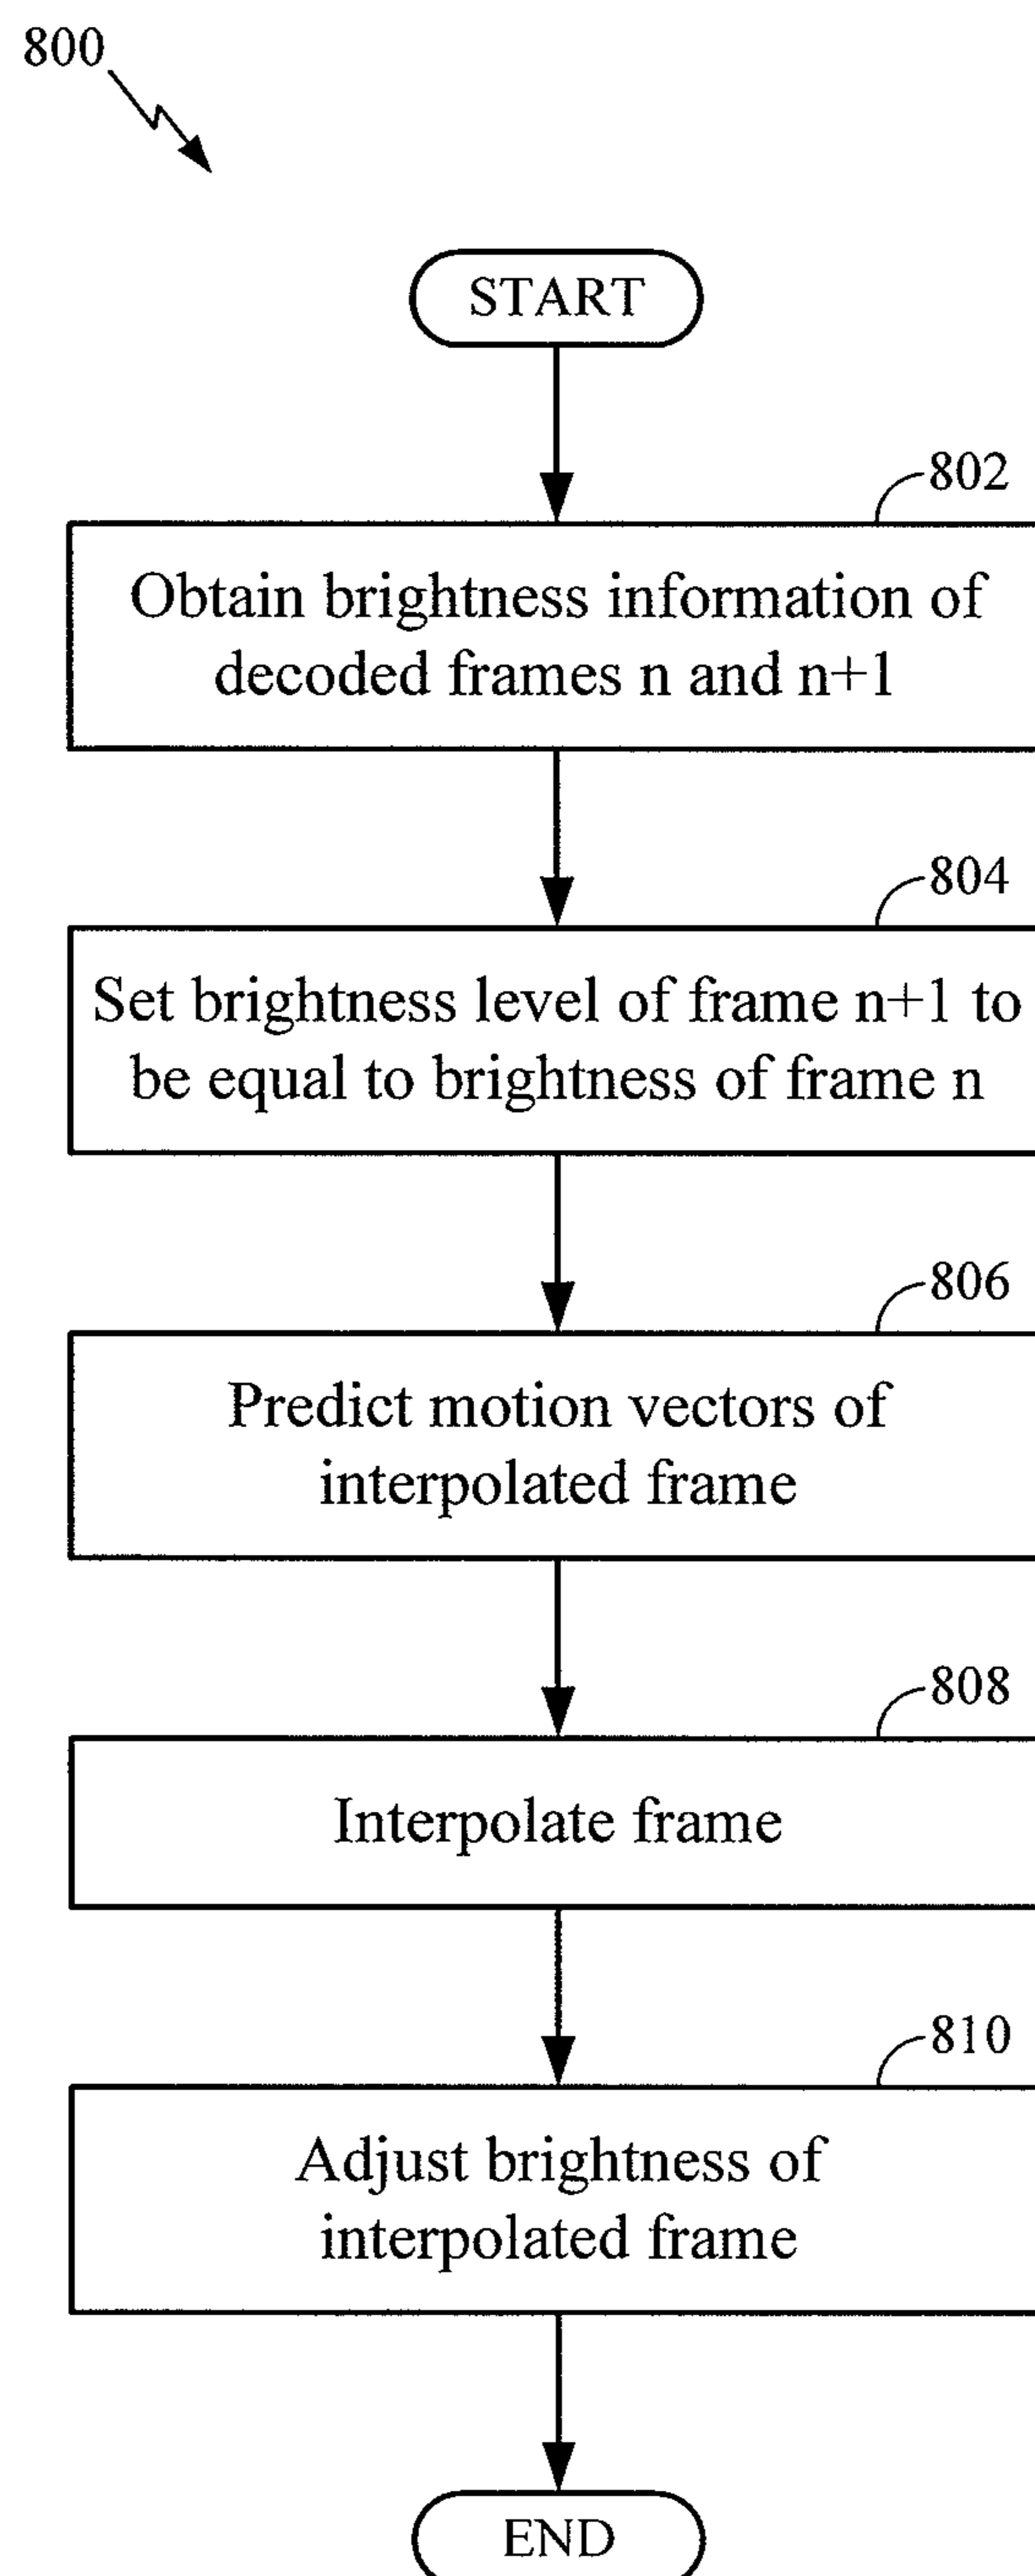 800
START
802
Obtain brightness information of
decoded frames n and n+1
804
Set brightness level of frame n+1 to
be equal to brightness of frame n
806
Predict motion vectors of
interpolated frame
808
Interpolate frame
810
Adjust brightness of
interpolated frame
END